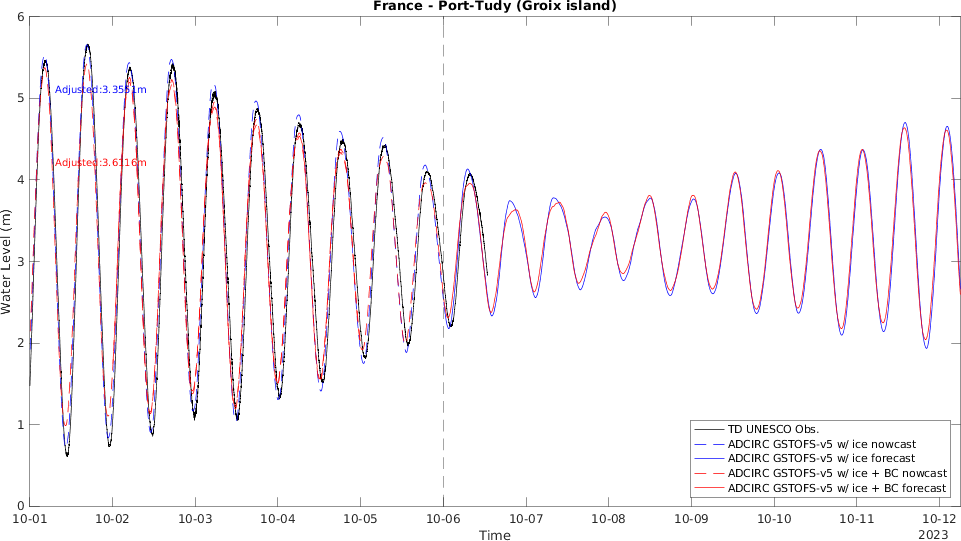 France - Port-Tudy (Groix island)
6
5
4
3
2
1
0
Water Level (m)
Adjusted:3.3551m
Adjusted:3.6116m
TD UNESCO Obs.
ADCIRC GSTOFS-v5 w/ ice nowcast
ADCIRC GSTOFS-v5 w/ ice forecast
ADCIRC GSTOFS-v5 w/ ice + BC nowcast
ADCIRC GSTOFS-v5 w/ ice + BC forecast
10-01 10-02 10-03 10-04 10-05 10-06 10-07 10-08 10-09 10-10 10-11 10-12
Time
2023